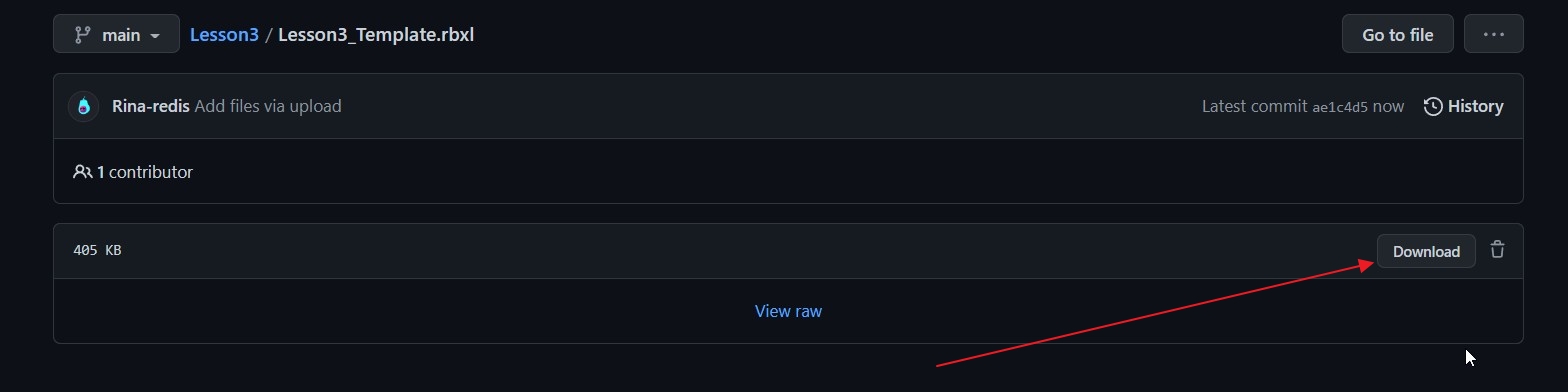 main Lesson3 / Lesson3_Template.rbxl Go to file ...
Rina-redis Add files via upload Latest commit ae1c4d5 now History
1 contributor
405 KB Download
View raw